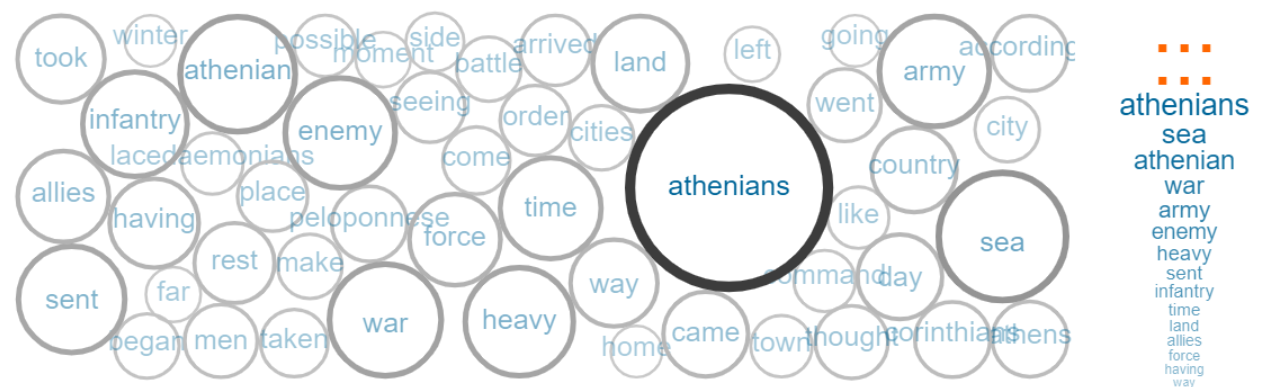 took
winter
athenian
possible
moment
side
battle
arrived
land
left
going
army
according
infantry
enemy
seeing
order
cities
went
city
lacedaemonians
come
country
allies
having
place
peloponnese
force
time
athenians
like
sea
rest
make
sent
far
war
heavy
way
command
day
began
men
taken
home
came
town
thought
corinthians
athens
athenians
sea
athenian
war
army
enemy
heavy
sent
infantry
time
land
allies
force
having
way